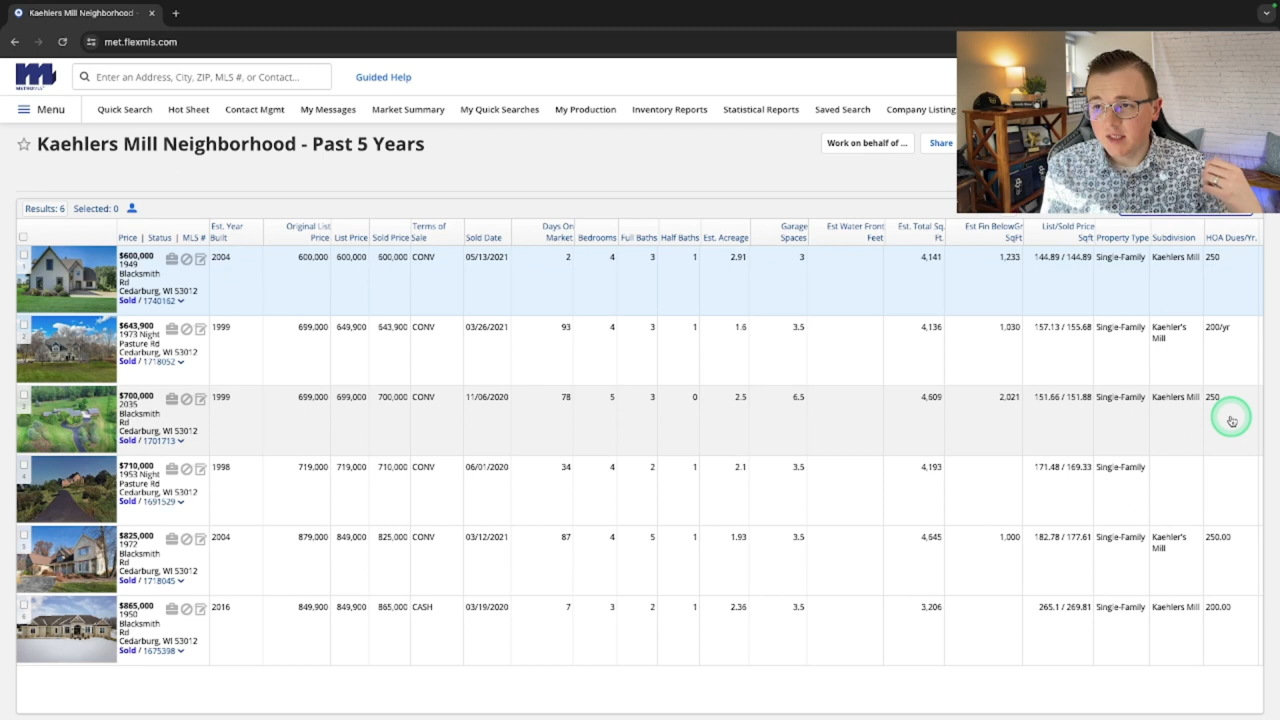 Kaehlers Mill Neighborhood -
met.flexmls.com
METROMLS
Enter an Address, City, ZIP, MLS #, or Contact...
Guided Help
Menu
Quick Search
Hot Sheet
Contact Mgmt
My Messages
Market Summary
My Quick Searches
My Production
Inventory Reports
Statistical Reports
Saved Search
Company Listing
Kaehlers Mill Neighborhood - Past 5 Years
Work on behalf of ...
Share
Results: 6 Selected: 0
Price | Status | MLS #
Est. Year
Built
Original List
Price
List Price
Sold Price
Terms of
Sale
Sold Date
Days On
Market
Bedrooms
Full Baths
Half Baths
Est. Acreage
Garage
Spaces
Est Water Front
Feet
Est. Total Sq.
Ft.
Est Fin BelowGr
SqFt
List/Sold Price
Sqft
Property Type
Subdivision
HOA Dues/Yr.
1
$600,000
1949
Blacksmith
Rd
Cedarburg, WI 53012
Sold / 1740162
2004 600,000 600,000 600,000 CONV 05/13/2021 2 4 3 1 2.91 3 4,141 1,233 144.89 / 144.89 Single-Family Kaehlers Mill 250
2
$643,900
1973 Night
Pasture Rd
Cedarburg, WI 53012
Sold / 1718052
1999 699,000 649,900 643,900 CONV 03/26/2021 93 4 3 1 1.6 3.5 4,136 1,030 157.13 / 155.68 Single-Family Kaehler's 200/yr
Mill
3
$700,000
2035
Blacksmith
Rd
Cedarburg, WI 53012
Sold / 1701713
1999 699,000 699,000 700,000 CONV 11/06/2020 78 5 3 0 2.5 6.5 4,609 2,021 151.66 / 151.88 Single-Family Kaehlers Mill 250
4
$710,000
1953 Night
Pasture Rd
Cedarburg, WI 53012
Sold / 1691529
1998 719,000 719,000 710,000 CONV 06/01/2020 34 4 2 1 2.1 3.5 4,193 171.48 / 169.33 Single-Family
5
$825,000
1972
Blacksmith
Rd
Cedarburg, WI 53012
Sold / 1718045
2004 879,000 849,000 825,000 CONV 03/12/2021 87 4 5 1 1.93 3.5 4,645 1,000 182.78 / 177.61 Single-Family Kaehler's 250.00
Mill
6
$865,000
1950
Blacksmith
Rd
Cedarburg, WI 53012
Sold / 1675398
2016 849,900 849,900 865,000 CASH 03/19/2020 7 3 2 1 2.36 3.5 3,206 265.1 / 269.81 Single-Family Kaehlers Mill 200.00